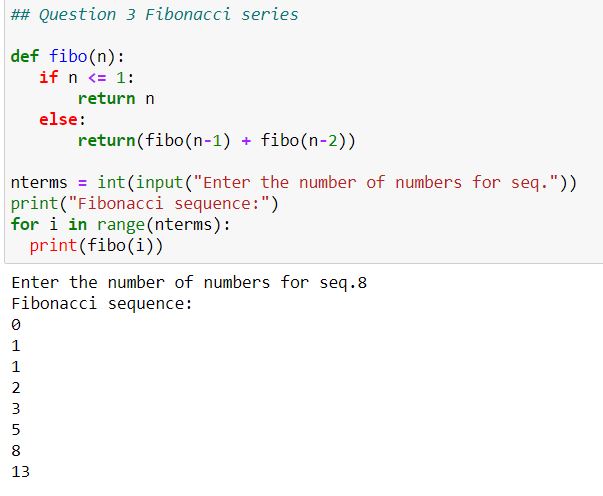 ## Question 3 Fibonacci series
def fibo(n):
   if n <= 1:
       return n
   else:
       return(fibo(n-1) + fibo(n-2))
nterms = int(input("Enter the number of numbers for seq."))
print("Fibonacci sequence:")
for i in range(nterms):
  print(fibo(i))
Enter the number of numbers for seq.8
Fibonacci sequence:
0
1
1
2
3
5
8
13